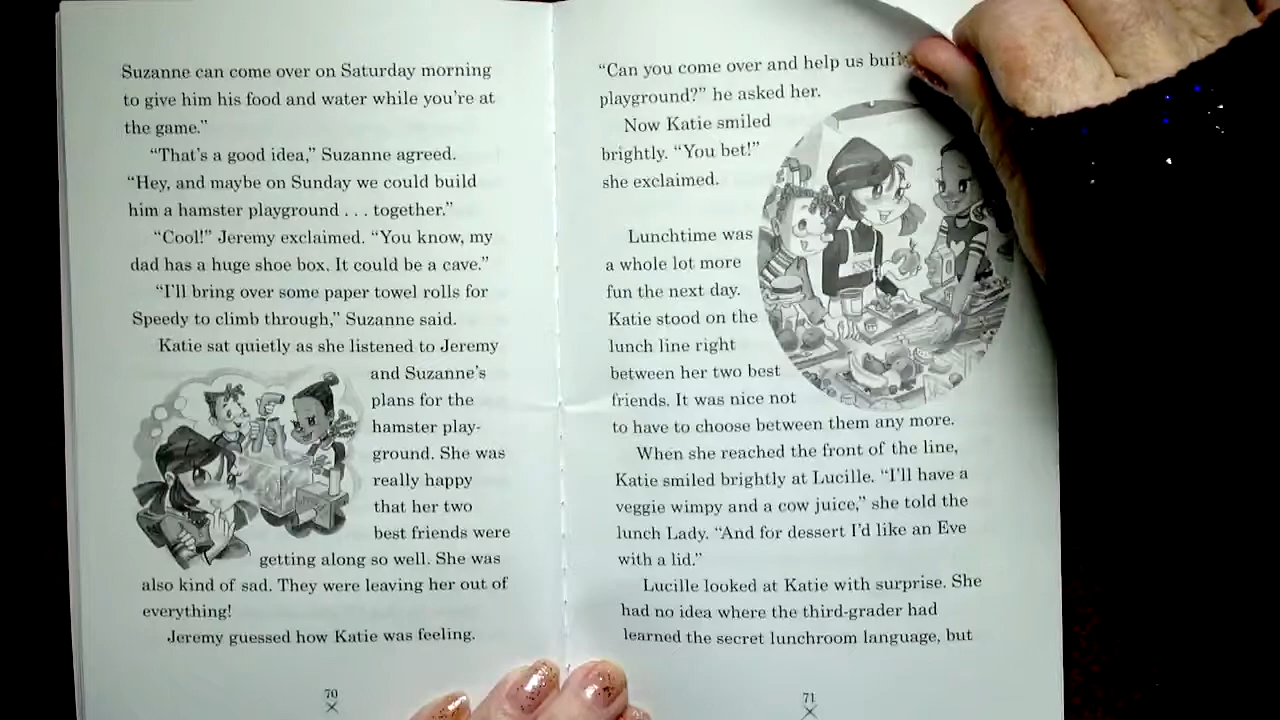 Suzanne can come over on Saturday morning
to give him his food and water while you're at
the game."
"That's a good idea," Suzanne agreed.
"Hey, and maybe on Sunday we could build
him a hamster playground . . . together."
"Cool!" Jeremy exclaimed. "You know, my
dad has a huge shoe box. It could be a cave."
"I'll bring over some paper towel rolls for
Speedy to climb through," Suzanne said.
Katie sat quietly as she listened to Jeremy
and Suzanne's
plans for the
hamster play-
ground. She was
really happy
that her two
best friends were
getting along so well. She was
also kind of sad. They were leaving her out of
everything!
Jeremy guessed how Katie was feeling.
70
"Can you come over and help us
playground?" he asked her.
Now Katie smiled
brightly. "You bet!"
she exclaimed.
Lunchtime was
a whole lot more
fun the next day.
Katie stood on the
lunch line right
between her two best
friends. It was nice not
to have to choose between them any more.
When she reached the front of the line,
Katie smiled brightly at Lucille. "I'll have a
veggie wimpy and a cow juice," she told the
lunch Lady. "And for dessert I'd like an Eve
with a lid."
Lucille looked at Katie with surprise. She
had no idea where the third-grader had
learned the secret lunchroom language, but
71